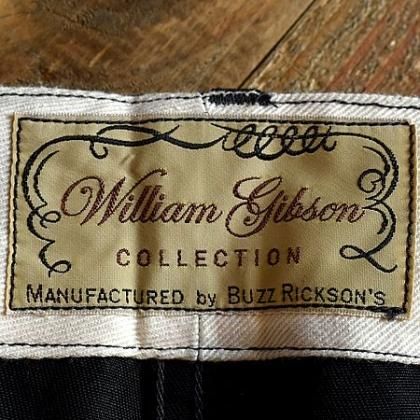 William Gibson
COLLECTION
MANUFACTURED by BUZZ RICKSON'S